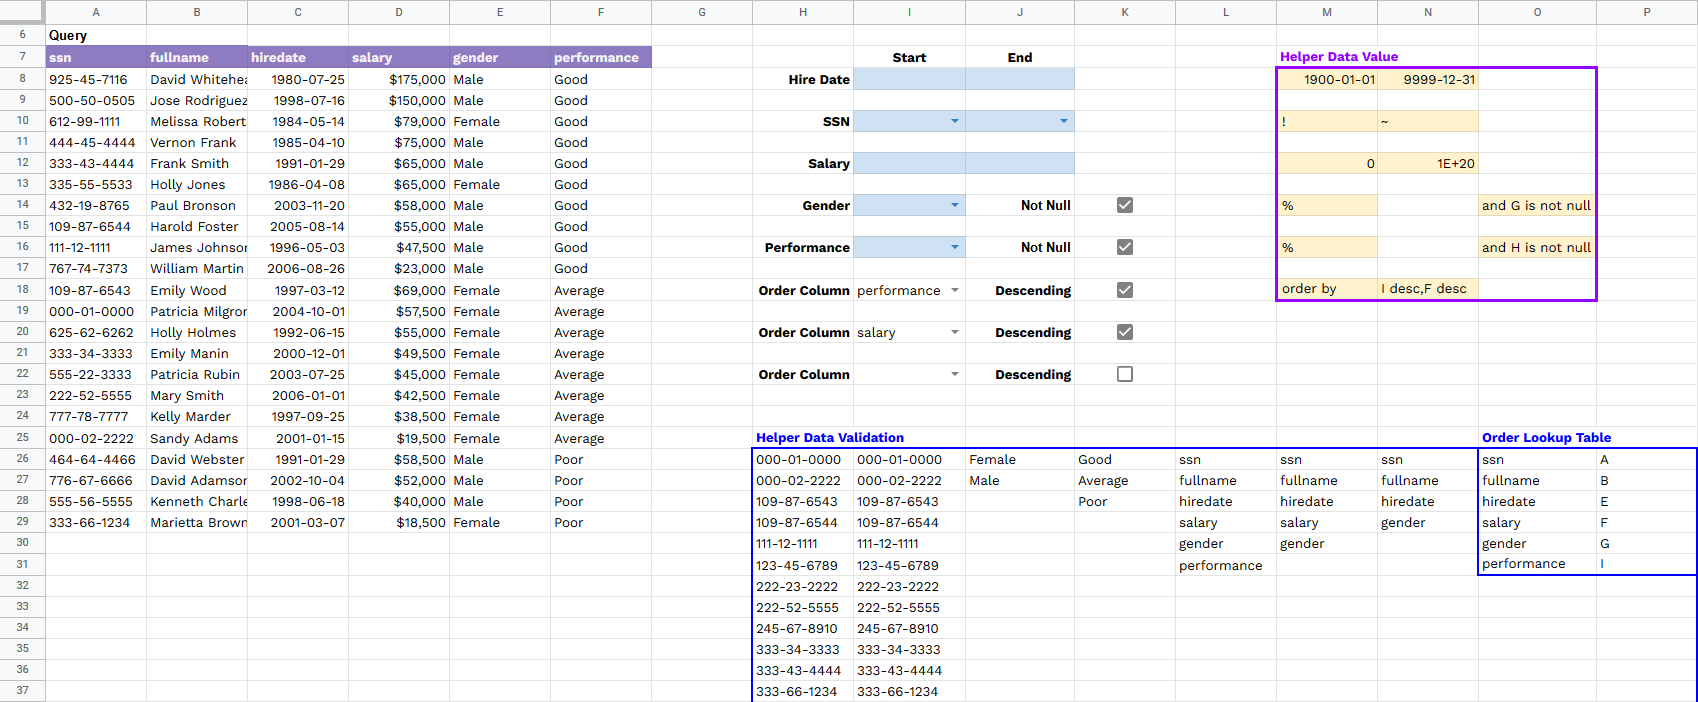 A B C D E F G H I J K L M N O P
6 Query
7 ssn fullname hiredate salary gender performance Start End Helper Data Value
8 925-45-7116 David Whitehea 1980-07-25 $175,000 Male Good Hire Date 1900-01-01 9999-12-31
9 500-50-0505 Jose Rodriguez 1998-07-16 $150,000 Male Good
10 612-99-1111 Melissa Robert 1984-05-14 $79,000 Female Good SSN ! ~
11 444-45-4444 Vernon Frank 1985-04-10 $75,000 Male Good
12 333-43-4444 Frank Smith 1991-01-29 $65,000 Male Good Salary 0 1E+20
13 335-55-5533 Holly Jones 1986-04-08 $65,000 Female Good
14 432-19-8765 Paul Bronson 2003-11-20 $58,000 Male Good Gender Not Null % and G is not null
15 109-87-6544 Harold Foster 2005-08-14 $55,000 Male Good
16 111-12-1111 James Johnson 1996-05-03 $47,500 Male Good Performance Not Null % and H is not null
17 767-74-7373 William Martin 2006-08-26 $23,000 Male Good
18 109-87-6543 Emily Wood 1997-03-12 $69,000 Female Average Order Column performance Descending order by I desc,F desc
19 000-01-0000 Patricia Milgror 2004-10-01 $57,500 Female Average
20 625-62-6262 Holly Holmes 1992-06-15 $55,000 Female Average Order Column salary Descending
21 333-34-3333 Emily Manin 2000-12-01 $49,500 Female Average
22 555-22-3333 Patricia Rubin 2003-07-25 $45,000 Female Average Order Column Descending
23 222-52-5555 Mary Smith 2006-01-01 $42,500 Female Average
24 777-78-7777 Kelly Marder 1997-09-25 $38,500 Female Average
25 000-02-2222 Sandy Adams 2001-01-15 $19,500 Female Average Helper Data Validation Order Lookup Table
26 464-64-4466 David Webster 1991-01-29 $58,500 Male Poor 000-01-0000 000-01-0000 Female Good ssn ssn ssn ssn A
27 776-67-6666 David Adamsor 2002-10-04 $52,000 Male Poor 000-02-2222 000-02-2222 Male Average fullname fullname fullname fullname B
28 555-56-5555 Kenneth Charle 1998-06-18 $40,000 Male Poor 109-87-6543 109-87-6543 Poor hiredate hiredate hiredate hiredate E
29 333-66-1234 Marietta Brown 2001-03-07 $18,500 Female Poor 109-87-6544 109-87-6544 salary salary gender salary F
30 111-12-1111 111-12-1111 gender gender gender G
31 123-45-6789 123-45-6789 performance performance I
32 222-23-2222 222-23-2222
33 222-52-5555 222-52-5555
34 245-67-8910 245-67-8910
35 333-34-3333 333-34-3333
36 333-43-4444 333-43-4444
37 333-66-1234 333-66-1234